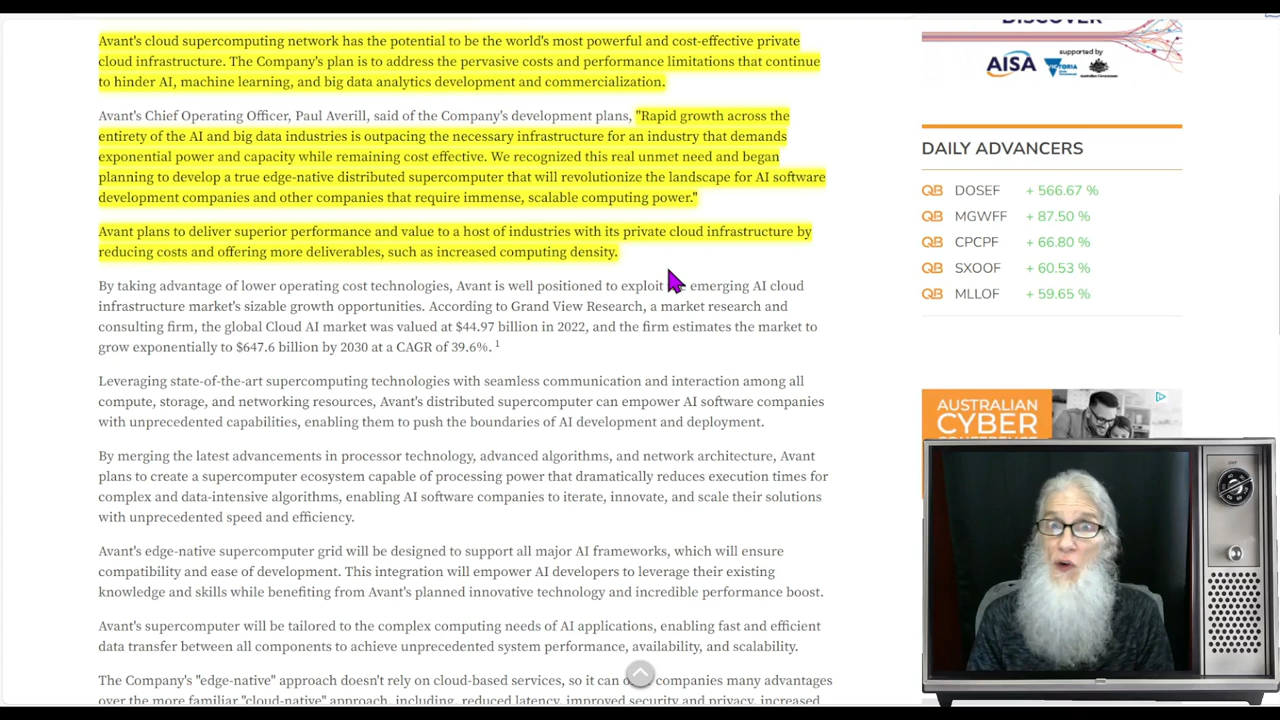 Avant's cloud supercomputing network has the potential to be the world's most powerful and cost-effective private
cloud infrastructure. The Company's plan is to address the pervasive costs and performance limitations that continue
to hinder AI, machine learning, and big data analytics development and commercialization.
Avant's Chief Operating Officer, Paul Averill, said of the Company's development plans, "Rapid growth across the
entirety of the AI and big data industries is outpacing the necessary infrastructure for an industry that demands
exponential power and capacity while remaining cost effective. We recognized this real unmet need and began
planning to develop a true edge-native distributed supercomputer that will revolutionize the landscape for AI software
development companies and other companies that require immense, scalable computing power."
Avant plans to deliver superior performance and value to a host of industries with its private cloud infrastructure by
reducing costs and offering more deliverables, such as increased computing density.
By taking advantage of lower operating cost technologies, Avant is well positioned to exploit emerging AI cloud
infrastructure market's sizable growth opportunities. According to Grand View Research, a market research and
consulting firm, the global Cloud AI market was valued at $44.97 billion in 2022, and the firm estimates the market to
grow exponentially to $647.6 billion by 2030 at a CAGR of 39.6%. 1
Leveraging state-of-the-art supercomputing technologies with seamless communication and interaction among all
compute, storage, and networking resources, Avant's distributed supercomputer can empower AI software companies
with unprecedented capabilities, enabling them to push the boundaries of AI development and deployment.
By merging the latest advancements in processor technology, advanced algorithms, and network architecture, Avant
plans to create a supercomputer ecosystem capable of processing power that dramatically reduces execution times for
complex and data-intensive algorithms, enabling AI software companies to iterate, innovate, and scale their solutions
with unprecedented speed and efficiency.
Avant's edge-native supercomputer grid will be designed to support all major AI frameworks, which will ensure
compatibility and ease of development. This integration will empower AI developers to leverage their existing
knowledge and skills while benefiting from Avant's planned innovative technology and incredible performance boost.
Avant's supercomputer will be tailored to the complex computing needs of AI applications, enabling fast and efficient
data transfer between all components to achieve unprecedented system performance, availability, and scalability.
The Company's "edge-native" approach doesn't rely on cloud-based services, so it can companies many advantages
over the more familiar "cloud-native" approach, including, reduced latency, improved security and privacy, increased
DISCOVER
supported by
AISA
VICTORIA
Australian Government
DAILY ADVANCERS
QB DOSEF + 566.67 %
QB MGWFF + 87.50 %
QB CPCPF + 66.80 %
QB SXOOF + 60.53 %
QB MLLOF + 59.65 %
AUSTRALIAN
CYBER